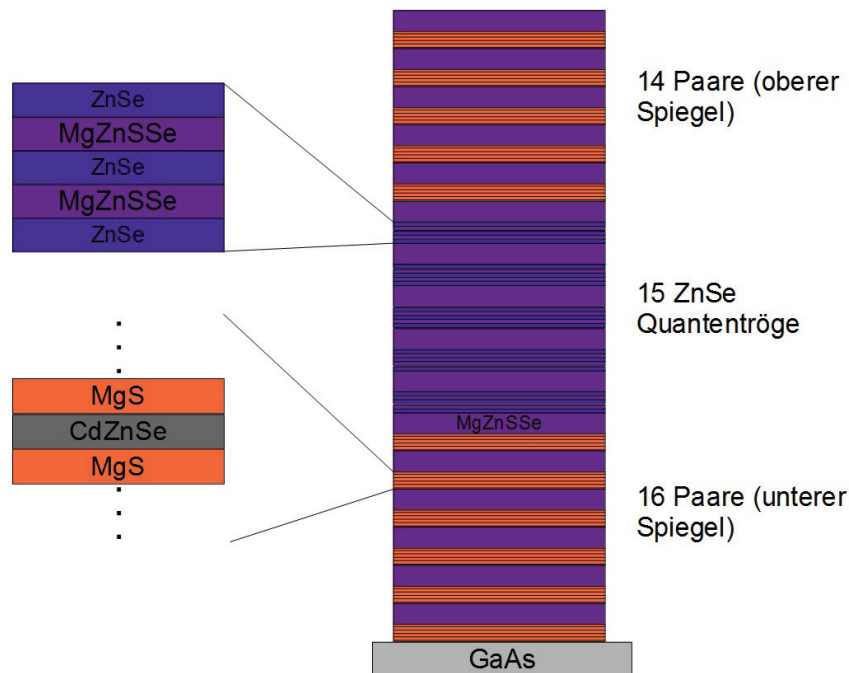 ZnSe
MgZnSSe
ZnSe
MgZnSSe
ZnSe
MgS
CdZnSe
MgS
14 Paare (oberer
Spiegel)
15 ZnSe
Quantentröge
MgZnSSe
16 Paare (unterer
Spiegel)
GaAs